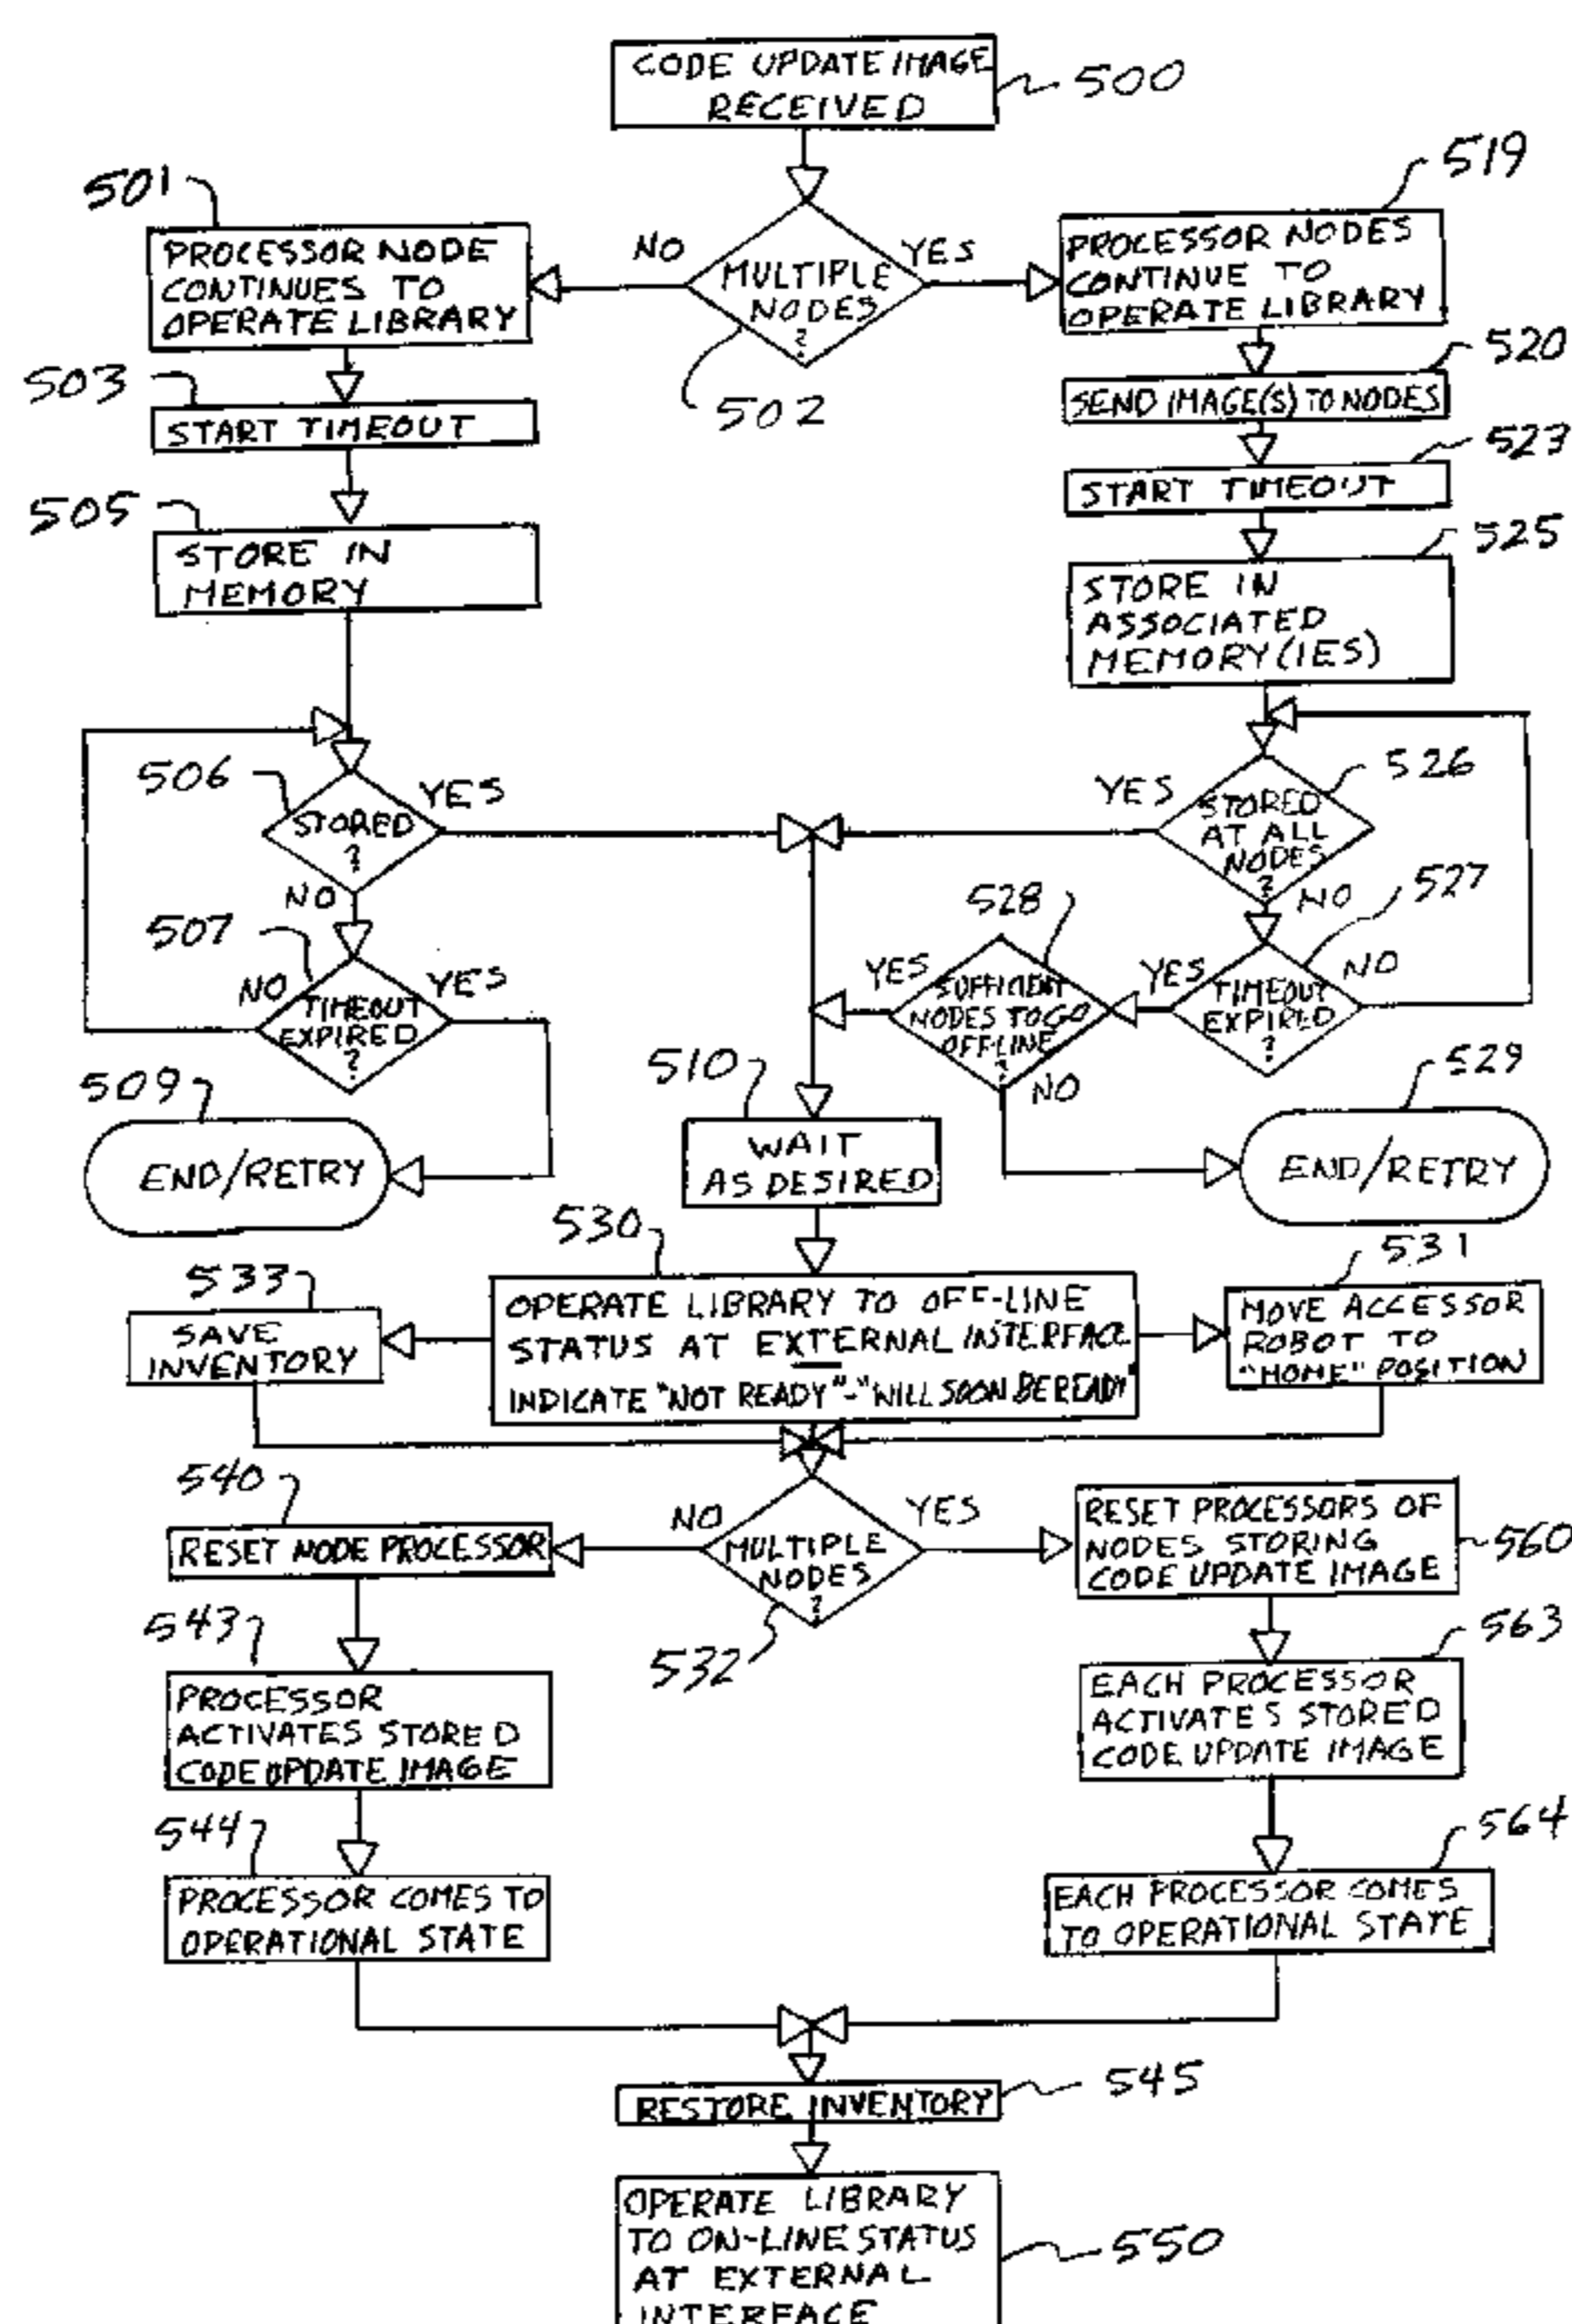 CODE UPDATE IMAGE
RECEIVED
500
501
519
PROCESSOR NODE
CONTINUES TO
OPERATE LIBRARY
NO
MULTIPLE
NODES
?
YES
PROCESSOR NODES
CONTINUE TO
OPERATE LIBRARY
502
503
START TIMEOUT
520
SEND IMAGE(S) TO NODES
523
START TIMEOUT
505
STORE IN
MEMORY
525
STORE IN
ASSOCIATED
MEMORY(IES)
506
STORED
?
YES
NO
526
YES
STORED
AT ALL
NODES
?
NO
507
NO
TIMEOUT
EXPIRED
?
YES
528
YES
SUFFICIENT
NODES TO GO
OFF-LINE
?
NO
527
YES
TIMEOUT
EXPIRED
?
NO
509
END/RETRY
510
WAIT
AS DESIRED
529
END/RETRY
530
533
SAVE
INVENTORY
OPERATE LIBRARY TO OFF-LINE
STATUS AT EXTERNAL INTERFACE
INDICATE "NOT READY"-"WILL SOON BE READY"
531
MOVE ACCESSOR
ROBOT TO
"HOME" POSITION
540
RESET NODE PROCESSOR
NO
MULTIPLE
NODES
?
YES
532
RESET PROCESSORS OF
NODES STORING
CODE UPDATE IMAGE
560
543
PROCESSOR
ACTIVATES STORED
CODE UPDATE IMAGE
563
EACH PROCESSOR
ACTIVATES STORED
CODE UPDATE IMAGE
544
PROCESSOR COMES TO
OPERATIONAL STATE
564
EACH PROCESSOR COMES
TO OPERATIONAL STATE
RESTORE INVENTORY
545
OPERATE LIBRARY
TO ON-LINE STATUS
AT EXTERNAL
INTERFACE
550